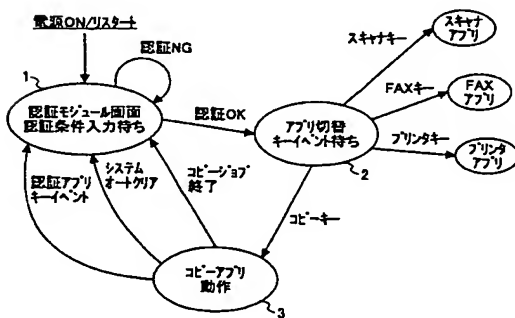 電源ON/リスタート
認証NG
1
認証モジュール画面
認証条件入力待ち
認証OK
アプリ切替
キーイベント待ち
2
スキャナキー
スキャナ
アプリ
FAXキー
FAX
アプリ
プリンタキー
プリンタ
アプリ
認証アプリ
キーイベント
システム
オートクリア
コピージョブ
終了
コピーキー
コピーアプリ
動作
3